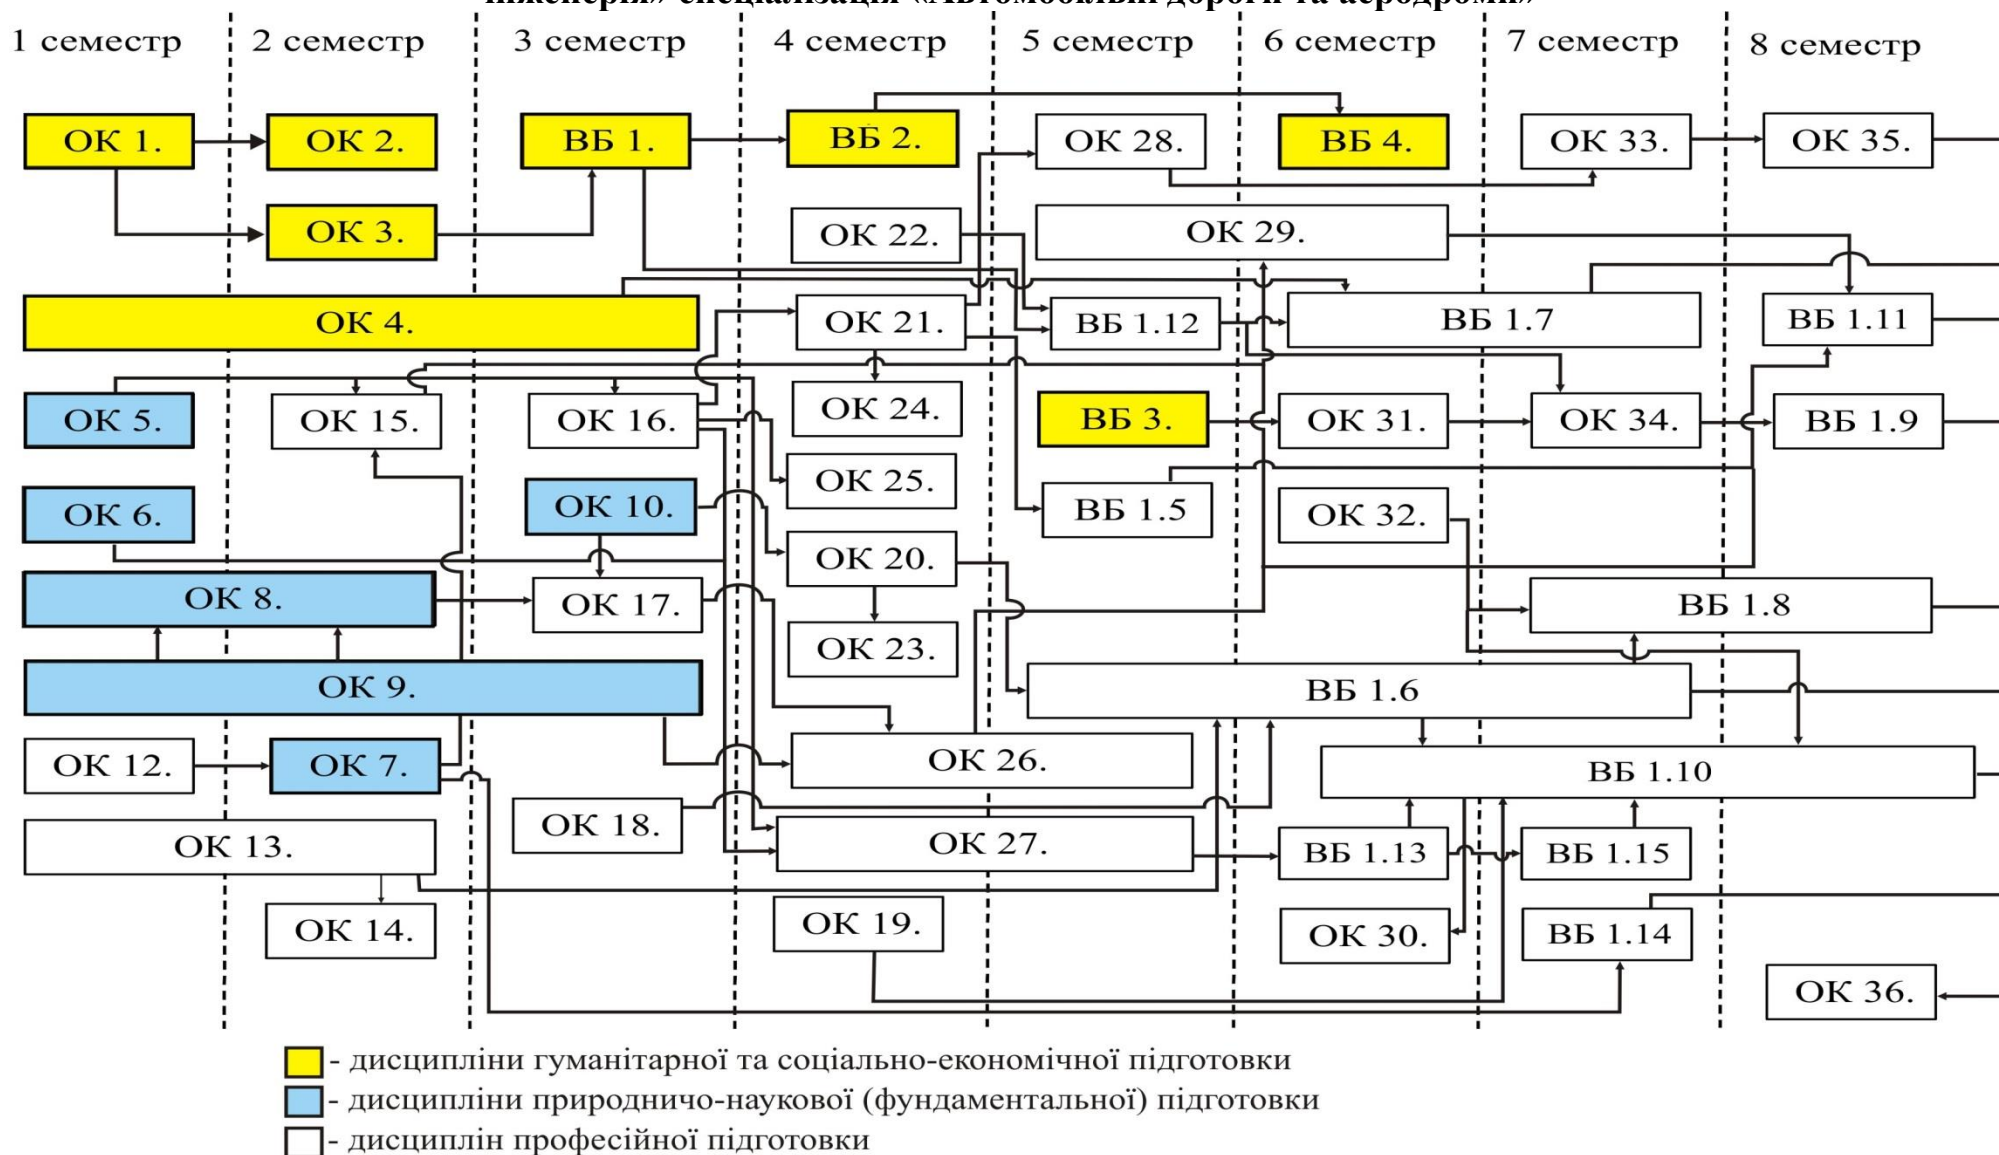 інженерія» спеціалізація «Автомобільні дороги та аеродроми»
1 семестр 2 семестр 3 семестр 4 семестр 5 семестр 6 семестр 7 семестр 8 семестр
ОК 1. ОК 2. ВБ 1. ВБ 2. ОК 28. ВБ 4. ОК 33. ОК 35.
ОК 3. ОК 22. ОК 29.
ОК 4. ОК 21. ВБ 1.12 ВБ 1.7 ВБ 1.11
ОК 5. ОК 15. ОК 16. ОК 24. ВБ 3. ОК 31. ОК 34. ВБ 1.9
ОК 25.
ОК 6. ОК 10. ВБ 1.5 ОК 32.
ОК 20.
ОК 8. ОК 17. ВБ 1.8
ОК 23.
ОК 9. ВБ 1.6
ОК 12. ОК 7. ОК 26. ВБ 1.10
ОК 18.
ОК 13. ОК 27. ВБ 1.13 ВБ 1.15
ОК 14. ОК 19. ОК 30. ВБ 1.14
ОК 36.
- дисципліни гуманітарної та соціально-економічної підготовки
- дисципліни природничо-наукової (фундаментальної) підготовки
- дисциплін професійної підготовки